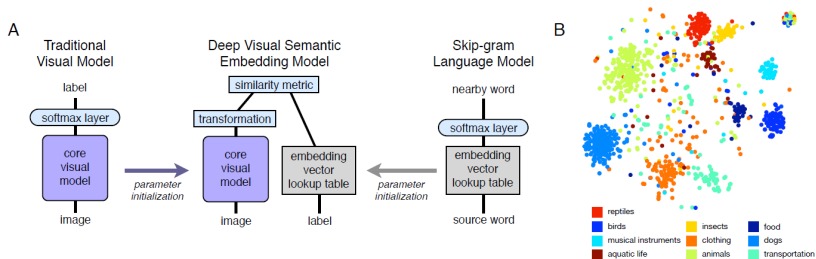 A
B
Traditional
Visual Model
label
softmax layer
core
visual
model
image
parameter
initialization
Deep Visual Semantic
Embedding Model
similarity metric
transformation
core
visual
model
image
embedding
vector
lookup table
label
parameter
initialization
Skip-gram
Language Model
nearby word
softmax layer
embedding
vector
lookup table
source word
reptiles
birds
musical instruments
aquatic life
insects
clothing
animals
food
dogs
transportation